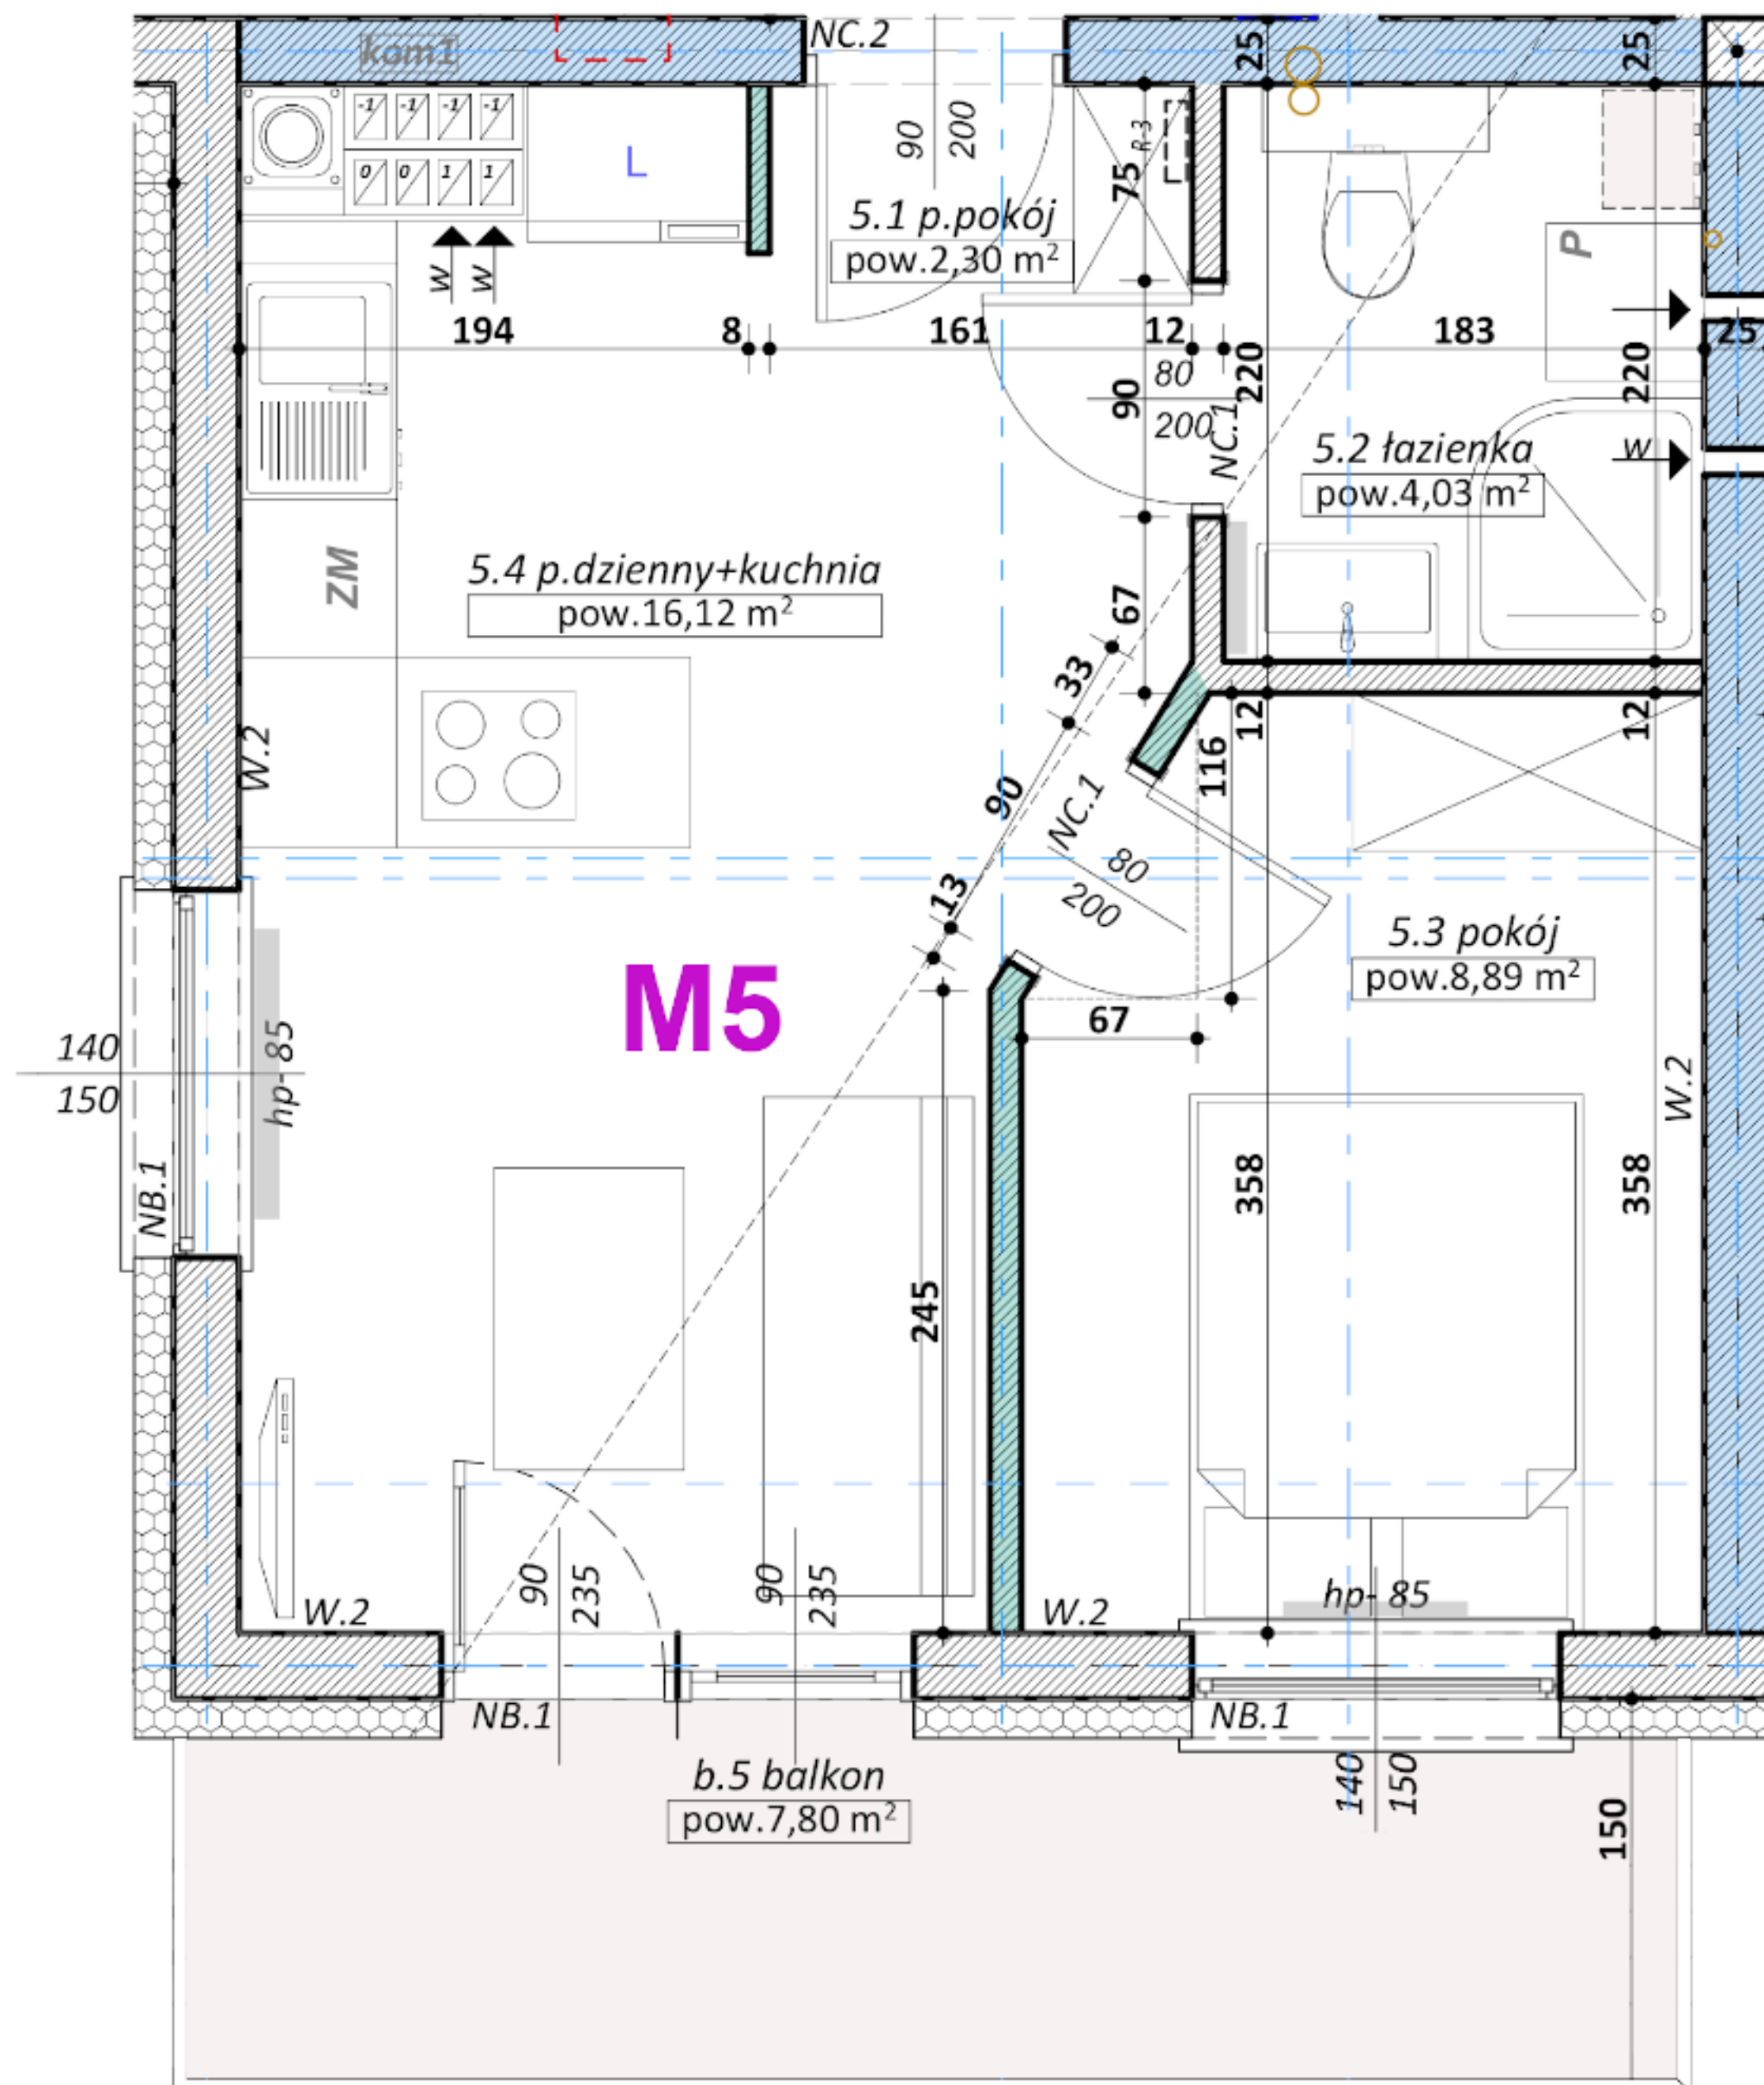 kom1
NC.2
25
25
-1 -1 -1 -1
0 0 1 1
L
90
200
R-3
75
5.1 p.pokój
pow.2,30 m²
P
w
w
194
8
161
12
183
25
80
200
90
NC.1
220
220
5.2 łazienka
pow.4,03 m²
w
ZM
5.4 p.dzienny+kuchnia
pow.16,12 m²
67
33
W.2
12
12
116
90
NC.1
80
200
13
5.3 pokój
pow.8,89 m²
M5
67
140
150
hp- 85
NB.1
W.2
358
358
245
90
235
90
235
W.2
W.2
hp- 85
NB.1
NB.1
b.5 balkon
pow.7,80 m²
140
150
150